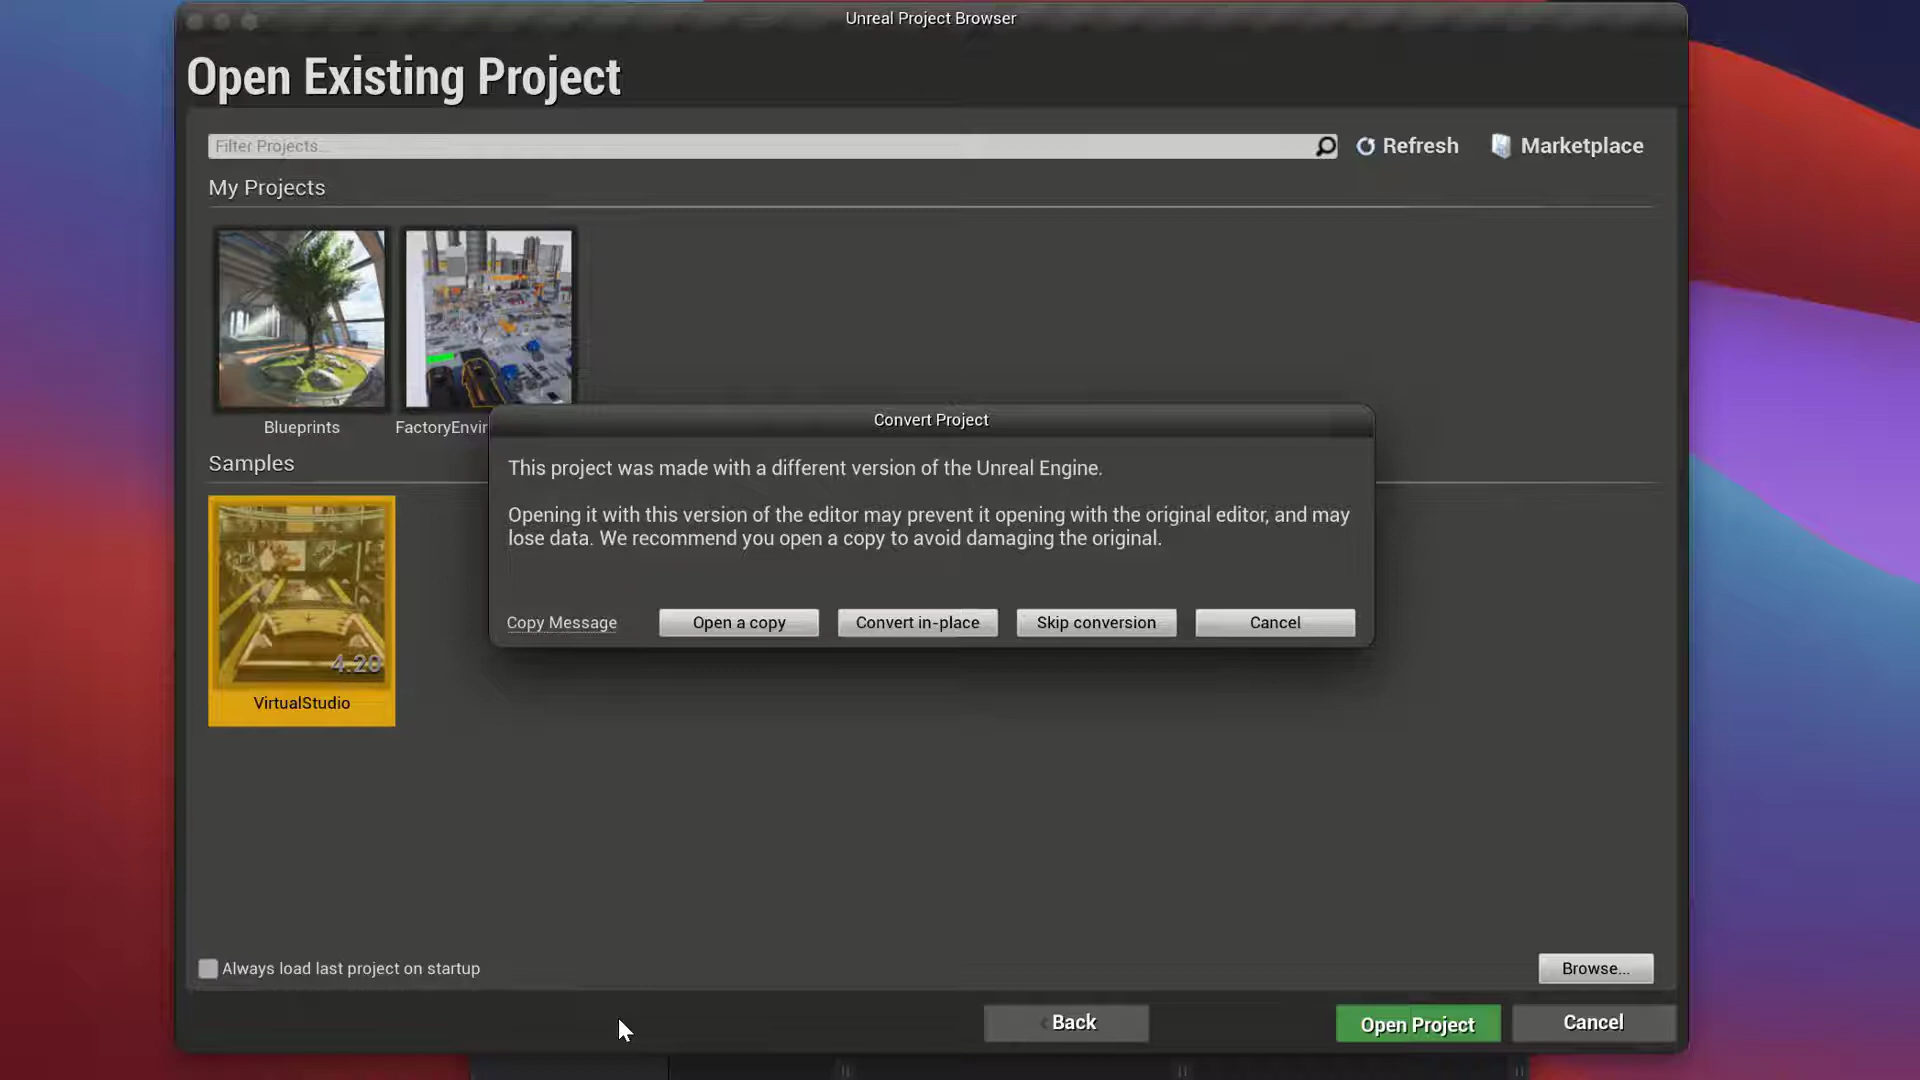 Unreal Project Browser
Open Existing Project
Filter Projects...
Refresh
Marketplace
My Projects
Blueprints
FactoryEnvir
Samples
4.20
VirtualStudio
Convert Project
This project was made with a different version of the Unreal Engine.
Opening it with this version of the editor may prevent it opening with the original editor, and may
lose data. We recommend you open a copy to avoid damaging the original.
Copy Message
Open a copy
Convert in-place
Skip conversion
Cancel
Always load last project on startup
Browse...
Back
Open Project
Cancel